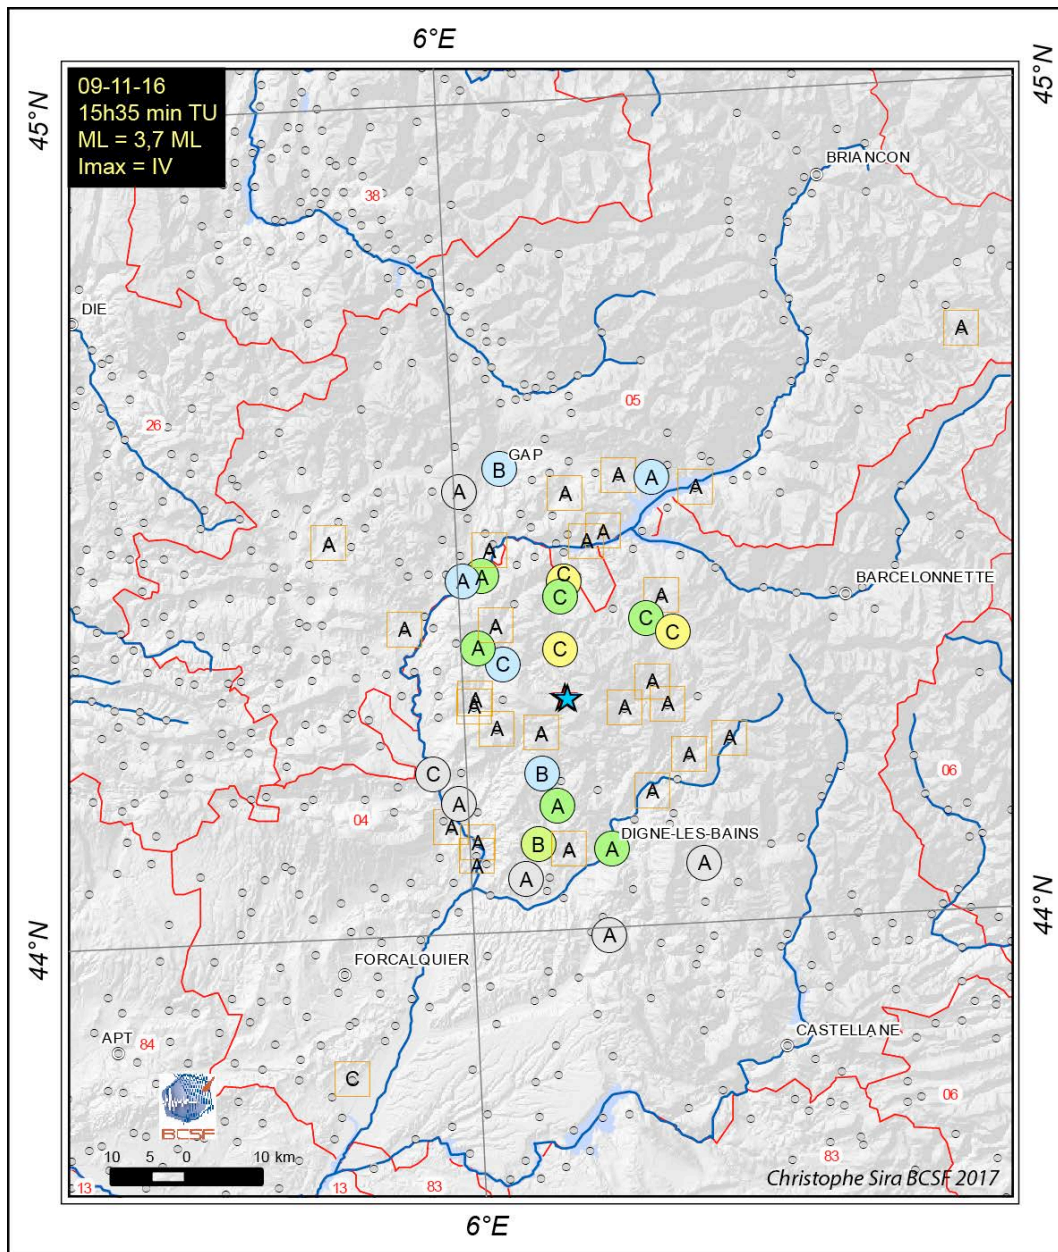 6°E
45°N
45°N
09-11-16
15h35 min TU
ML = 3,7 ML
Imax = IV
BRIANCON
38
DIE
A
05
26
GAP
B
A
A
A
A
A
A
A
A
A
A
A
C
BARCELONNETTE
C
A
A
A
C
C
A
C
C
A
A
A
A
A
A
A
A
A
A
C
B
06
A
A
A
04
A
DIGNE-LES-BAINS
A
B
A
A
A
A
A
44°N
44°N
A
FORCALQUIER
CASTELLANE
APT
84
C
06
BCSF
10 5 0 10 km
83
Christophe Sira BCSF 2017
13
13
83
6°E